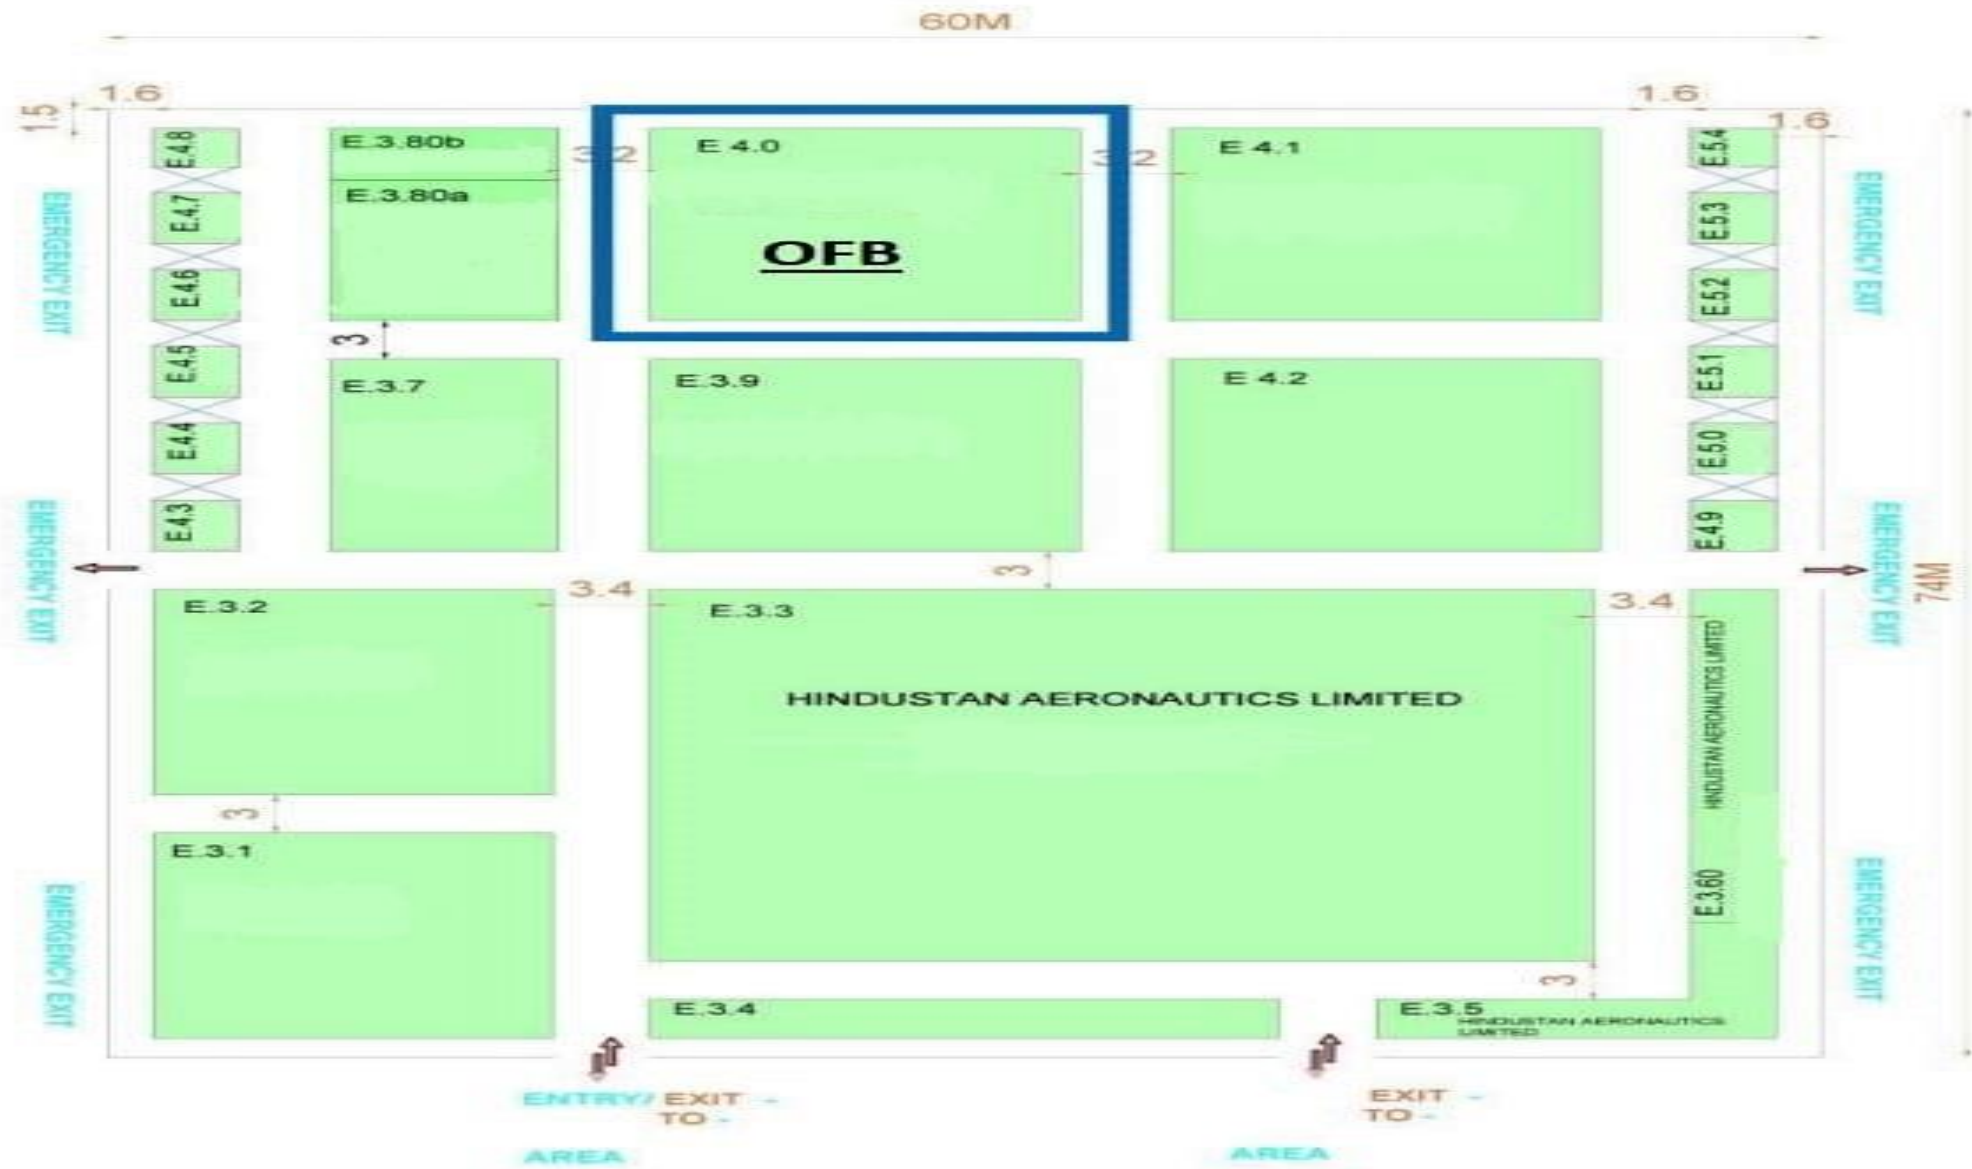 60M
1.6
1.6
1.5
1.6
E.4.8
E.3.80b
3.2
E 4.0
3.2
E 4.1
E.5.4
E.3.80a
EMERGENCY EXIT
E.4.7
E.5.3
EMERGENCY EXIT
OFB
E.4.6
E.5.2
3
E.4.5
E.3.7
E.3.9
E 4.2
E.5.1
E.4.4
E.5.0
E.4.3
E.4.9
EMERGENCY EXIT
3
EMERGENCY EXIT
74M
E.3.2
3.4
E.3.3
3.4
HINDUSTAN AERONAUTICS LIMITED
HINDUSTAN AERONAUTICS LIMITED
3
E.3.1
E.3.60
EMERGENCY EXIT
EMERGENCY EXIT
3
E.3.4
E.3.5
HINDUSTAN AERONAUTICS
LIMITED
ENTRY/ EXIT -
TO -
AREA
EXIT -
TO -
AREA